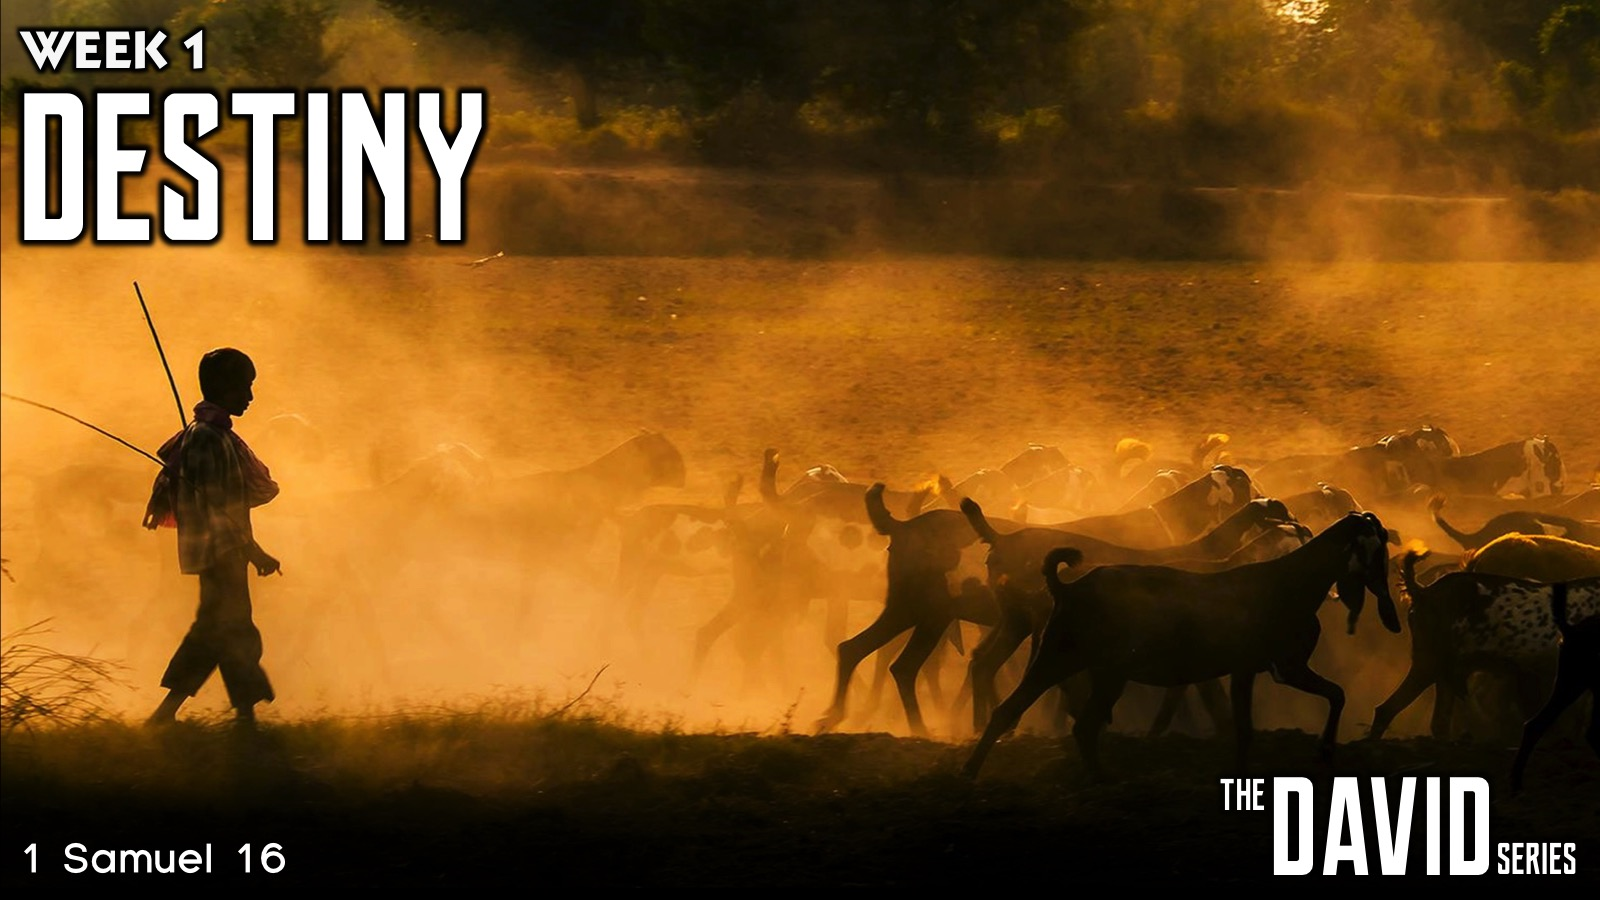 WEEK 1
DESTINY
1 Samuel 16
THE DAVID SERIES